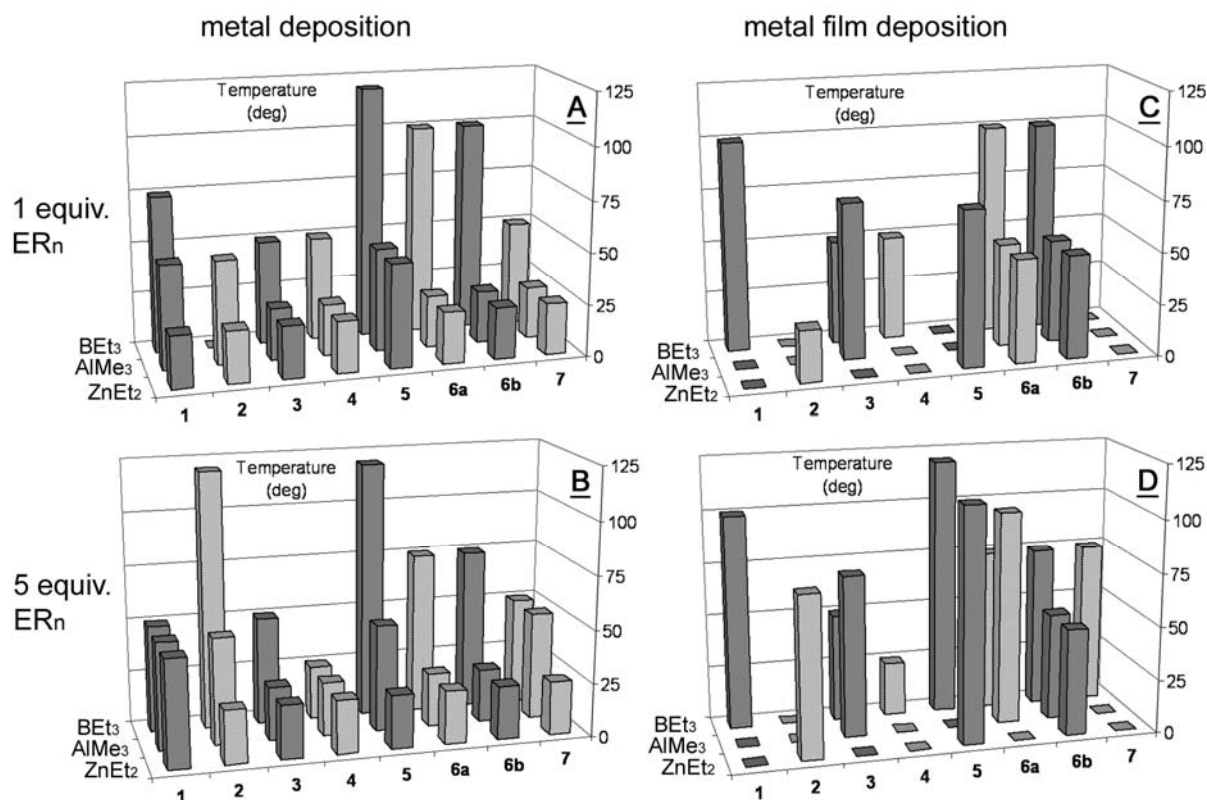 metal deposition
metal film deposition
1 equiv.
ERn
Temperature
(deg)
A
125
100
75
50
25
0
BEt3
AlMe3
ZnEt2
1 2 3 4 5 6a 6b 7
Temperature
(deg)
C
125
100
75
50
25
0
BEt3
AlMe3
ZnEt2
1 2 3 4 5 6a 6b 7
5 equiv.
ERn
Temperature
(deg)
B
125
100
75
50
25
0
BEt3
AlMe3
ZnEt2
1 2 3 4 5 6a 6b 7
Temperature
(deg)
D
125
100
75
50
25
0
BEt3
AlMe3
ZnEt2
1 2 3 4 5 6a 6b 7